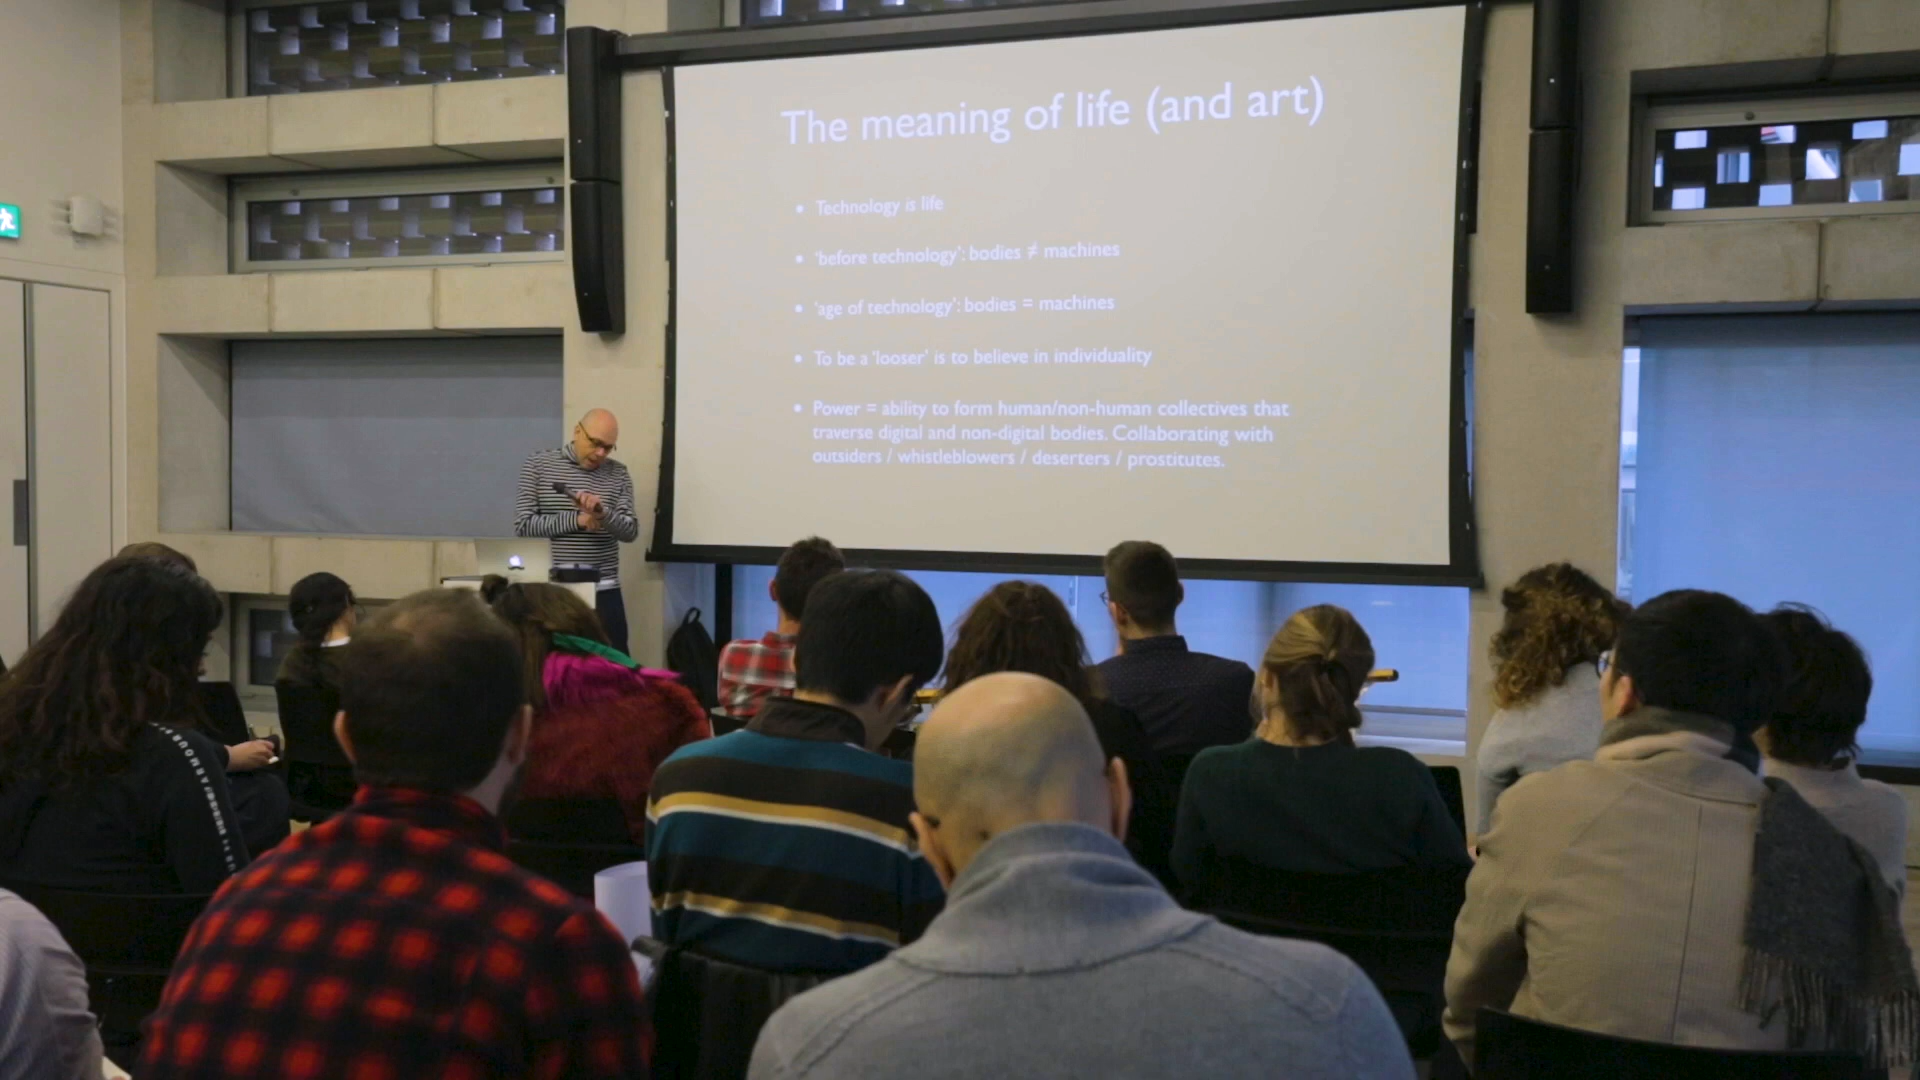 The meaning of life (and art)
• Technology is life
• 'before technology': bodies ≠ machines
• 'age of technology': bodies = machines
• To be a 'looser' is to believe in individuality
• Power = ability to form human/non-human collectives that
traverse digital and non-digital bodies. Collaborating with
outsiders / whistleblowers / deserters / prostitutes.